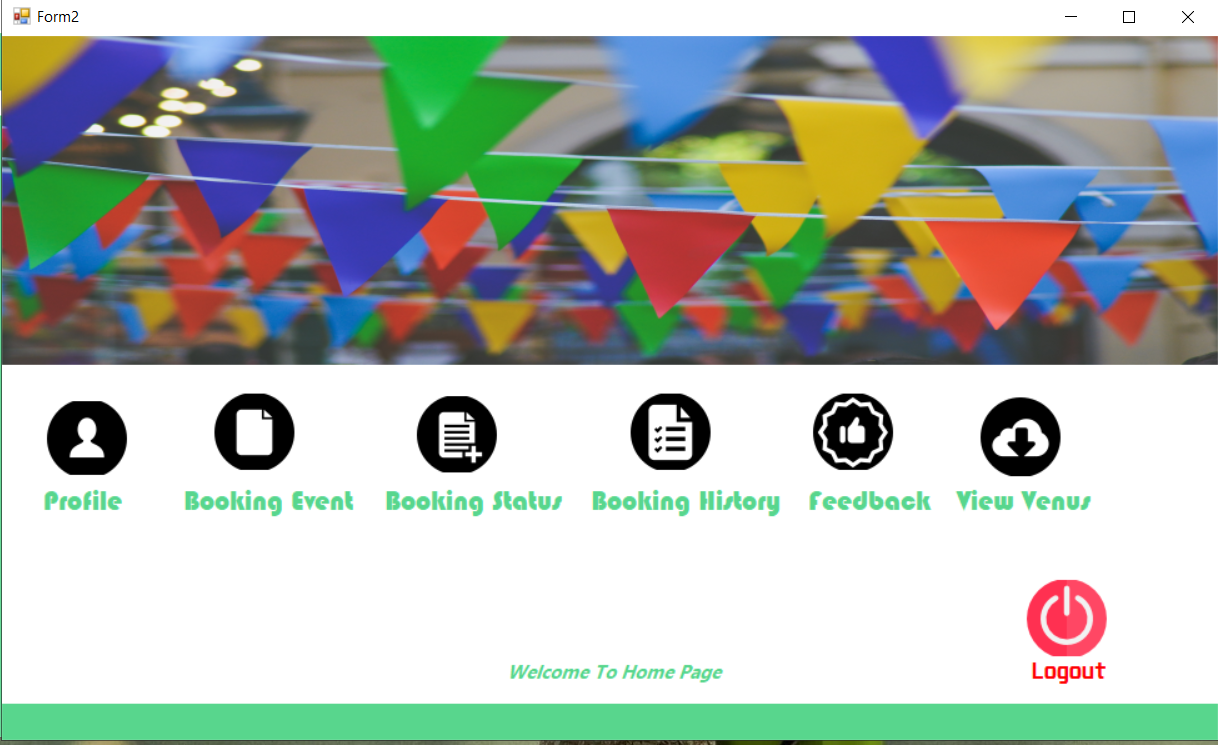 Form2
Profile
Booking Event
Booking Status
Booking History
Feedback
View Venus
Logout
Welcome To Home Page